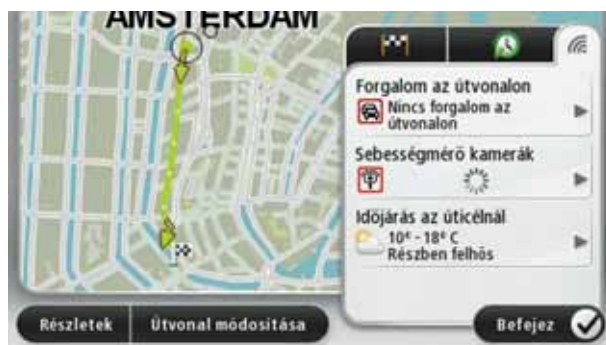 AMSTERDAM
Forgalom az útvonalon
Nincs forgalom az
útvonalon
Sebességmérő kamerák
Időjárás az úticélnál
10° - 18° C
Részben felhős
Részletek
Útvonal módosítása
Befejez